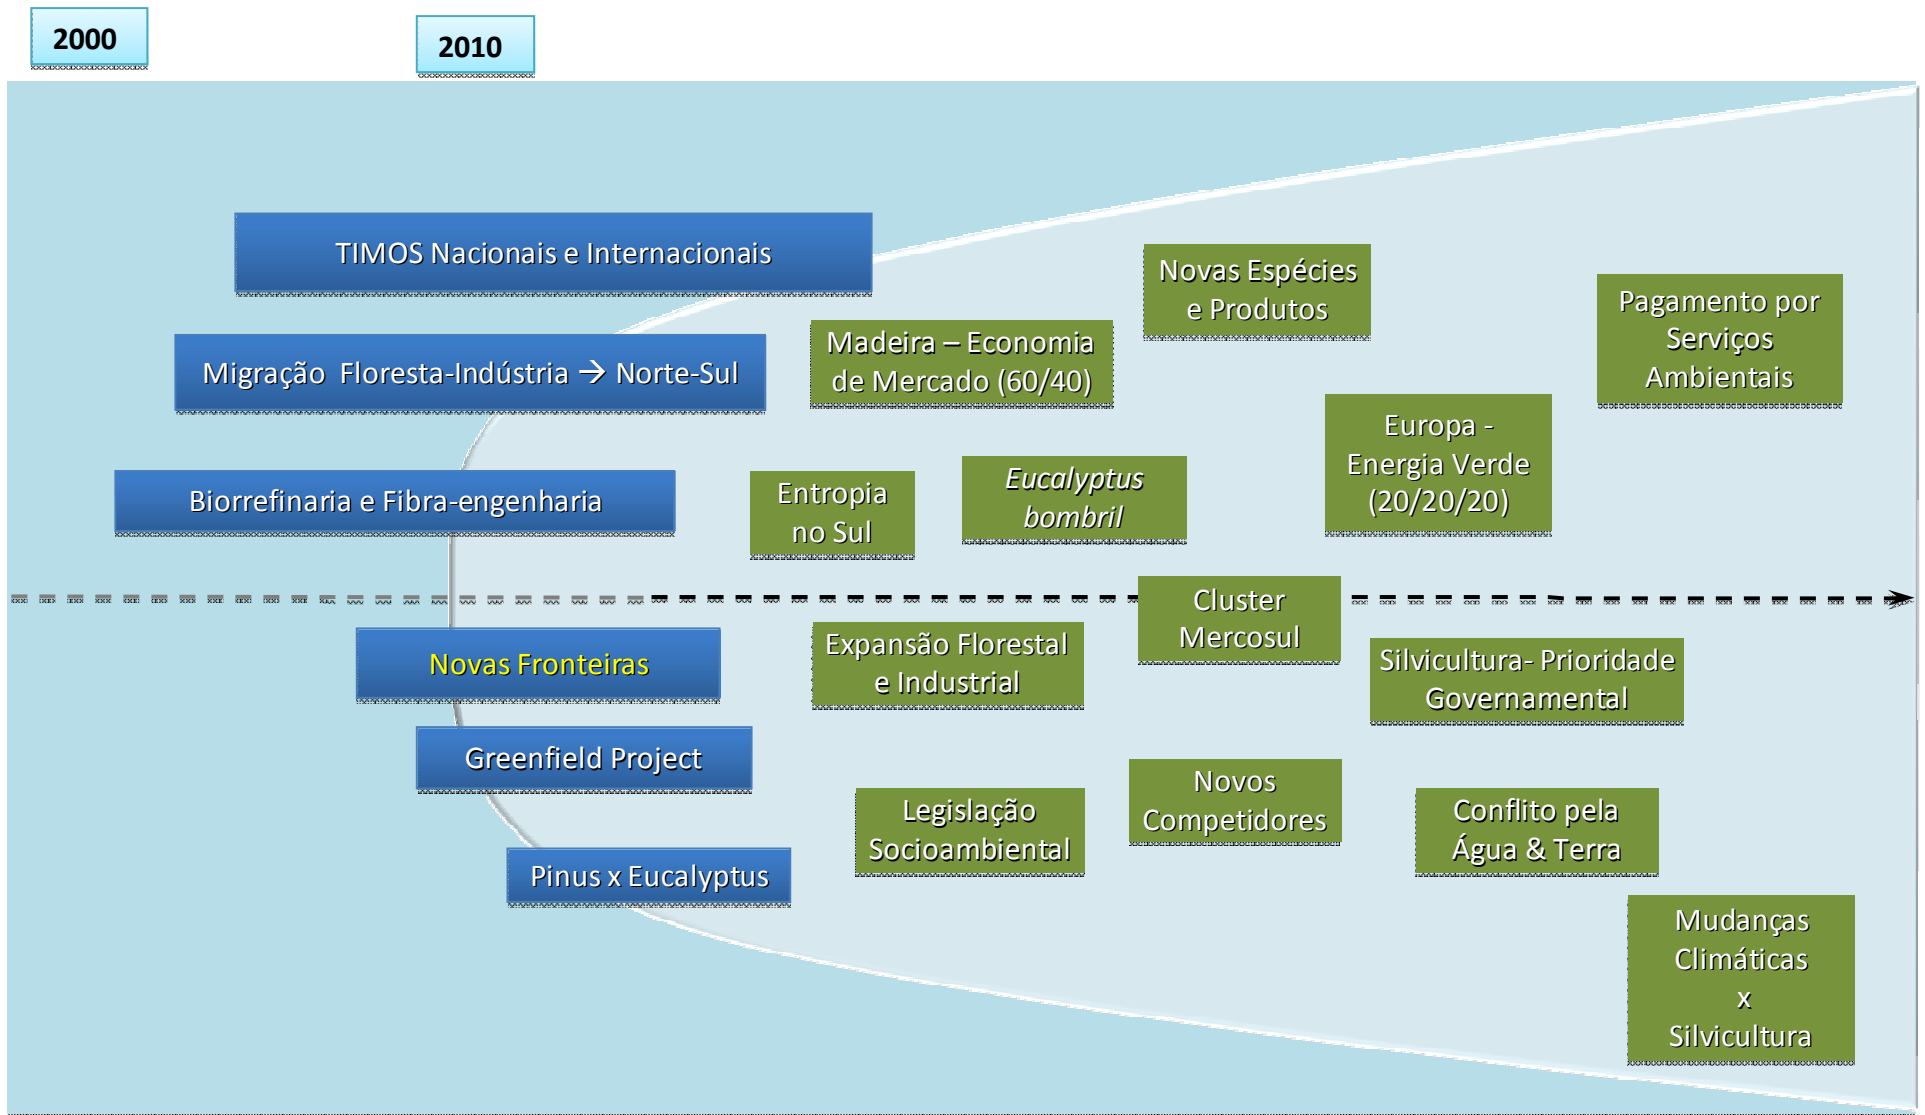 2000
2010
TIMOS Nacionais e Internacionais
Migração Floresta-Indústria → Norte-Sul
Biorrefinaria e Fibra-engenharia
Novas Fronteiras
Greenfield Project
Pinus x Eucalyptus
Madeira – Economia
de Mercado (60/40)
Novas Espécies
e Produtos
Pagamento por
Serviços
Ambientais
Entropia
no Sul
Eucalyptus
bombril
Europa -
Energia Verde
(20/20/20)
Cluster
Mercosul
Expansão Florestal
e Industrial
Silvicultura- Prioridade
Governamental
Legislação
Socioambiental
Novos
Competidores
Conflito pela
Água & Terra
Mudanças
Climáticas
x
Silvicultura